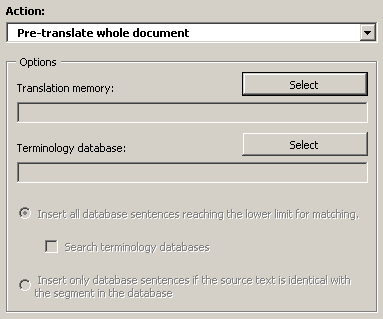 Action:
Pre-translate whole document
Options
Translation memory:
Select
Terminology database:
Select
Insert all database sentences reaching the lower limit for matching.
Search terminology databases
Insert only database sentences if the source text is identical with
the segment in the database